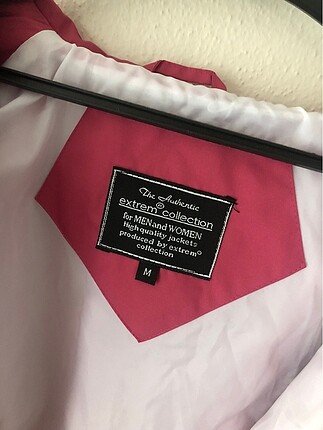 The Authentic
©
extrem collection
for MEN and WOMEN
High quality jackets
produced by extrem©
collection
M